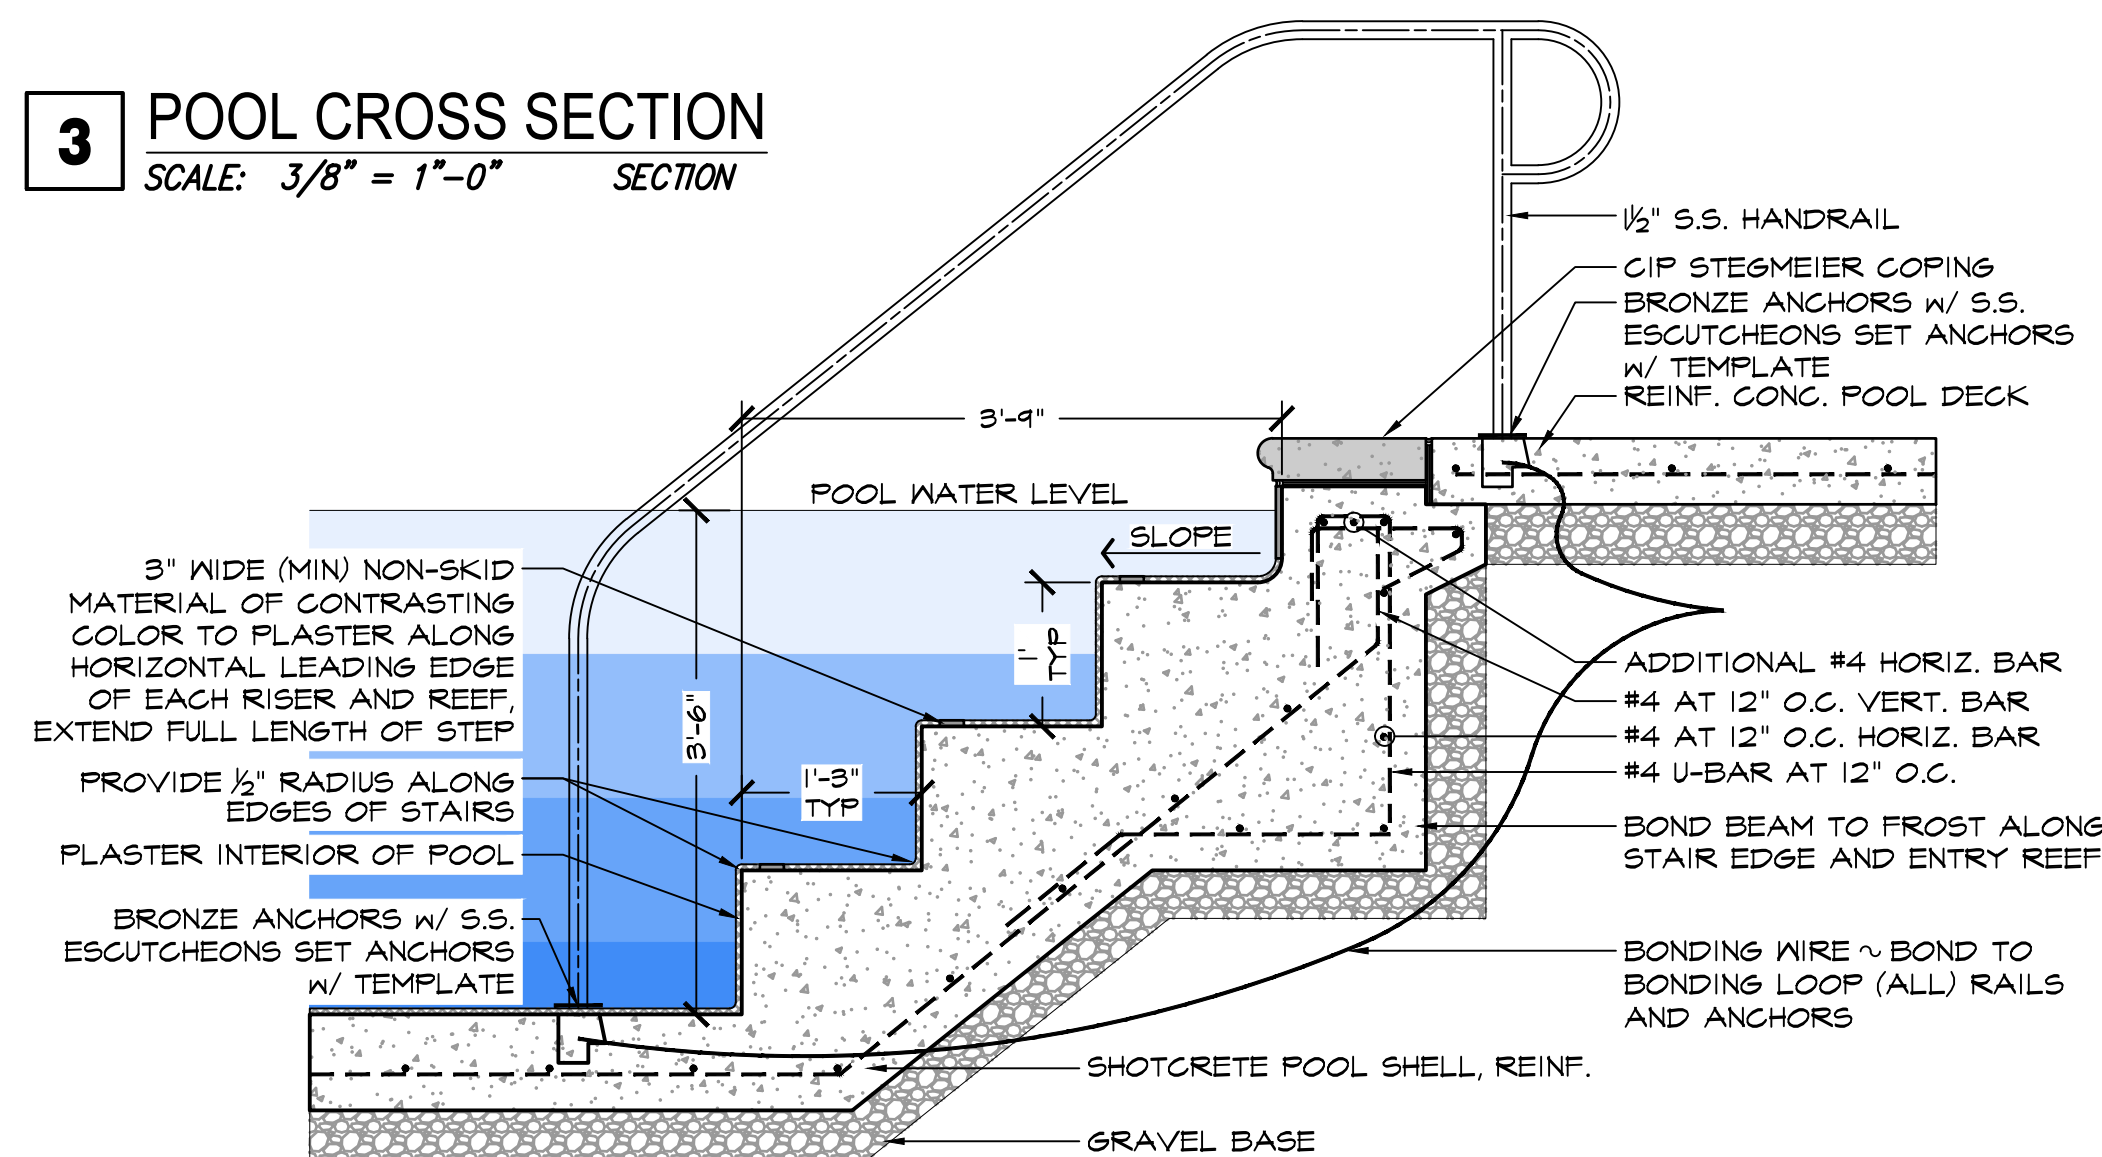 3
POOL CROSS SECTION
SCALE: 3/8" = 1"-0" SECTION
1½" S.S. HANDRAIL
CIP STEGMEIER COPING
BRONZE ANCHORS W/ S.S.
ESCUTCHEONS SET ANCHORS
W/ TEMPLATE
REINF. CONC. POOL DECK
3'-9"
POOL WATER LEVEL
SLOPE
3" WIDE (MIN) NON-SKID
MATERIAL OF CONTRASTING
COLOR TO PLASTER ALONG
HORIZONTAL LEADING EDGE
OF EACH RISER AND REEF,
EXTEND FULL LENGTH OF STEP
1'
TYP
3'-6"
1'-3"
TYP
PROVIDE ½" RADIUS ALONG
EDGES OF STAIRS
PLASTER INTERIOR OF POOL
BRONZE ANCHORS W/ S.S.
ESCUTCHEONS SET ANCHORS
W/ TEMPLATE
ADDITIONAL #4 HORIZ. BAR
#4 AT 12" O.C. VERT. BAR
#4 AT 12" O.C. HORIZ. BAR
#4 U-BAR AT 12" O.C.
BOND BEAM TO FROST ALONG
STAIR EDGE AND ENTRY REEF
BONDING WIRE ~ BOND TO
BONDING LOOP (ALL) RAILS
AND ANCHORS
SHOTCRETE POOL SHELL, REINF.
GRAVEL BASE